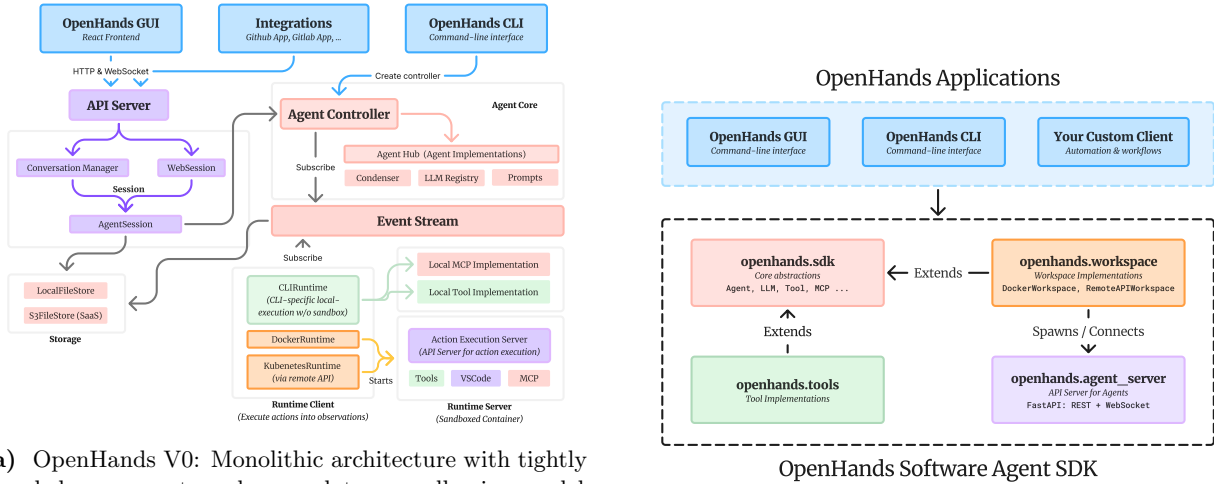 OpenHands GUI
React Frontend
Integrations
Github App, Gitlab App, ...
OpenHands CLI
Command-line interface
HTTP & WebSocket
Create controller
API Server
Agent Controller
Agent Core
Agent Hub (Agent Implementations)
Condenser
LLM Registry
Prompts
Subscribe
Conversation Manager
WebSession
Session
AgentSession
Event Stream
Subscribe
LocalFileStore
S3FileStore (SaaS)
Storage
CLIRuntime
(CLI-specific local-
execution w/o sandbox)
DockerRuntime
KubenetesRuntime
(via remote API)
Starts
Runtime Client
(Execute actions into observations)
Local MCP Implementation
Local Tool Implementation
Action Execution Server
(API Server for action execution)
Tools
VSCode
MCP
Runtime Server
(Sandboxed Container)
a) OpenHands V0: Monolithic architecture with tightly
OpenHands Applications
OpenHands GUI
Command-line interface
OpenHands CLI
Command-line interface
Your Custom Client
Automation & workflows
openhands.sdk
Core abstractions
Agent, LLM, Tool, MCP ...
Extends
openhands.workspace
Workspace Implementations
DockerWorkspace, RemoteAPIWorkspace
Extends
Spawns / Connects
openhands.tools
Tool Implementations
openhands.agent_server
API Server for Agents
FastAPI: REST + WebSocket
OpenHands Software Agent SDK